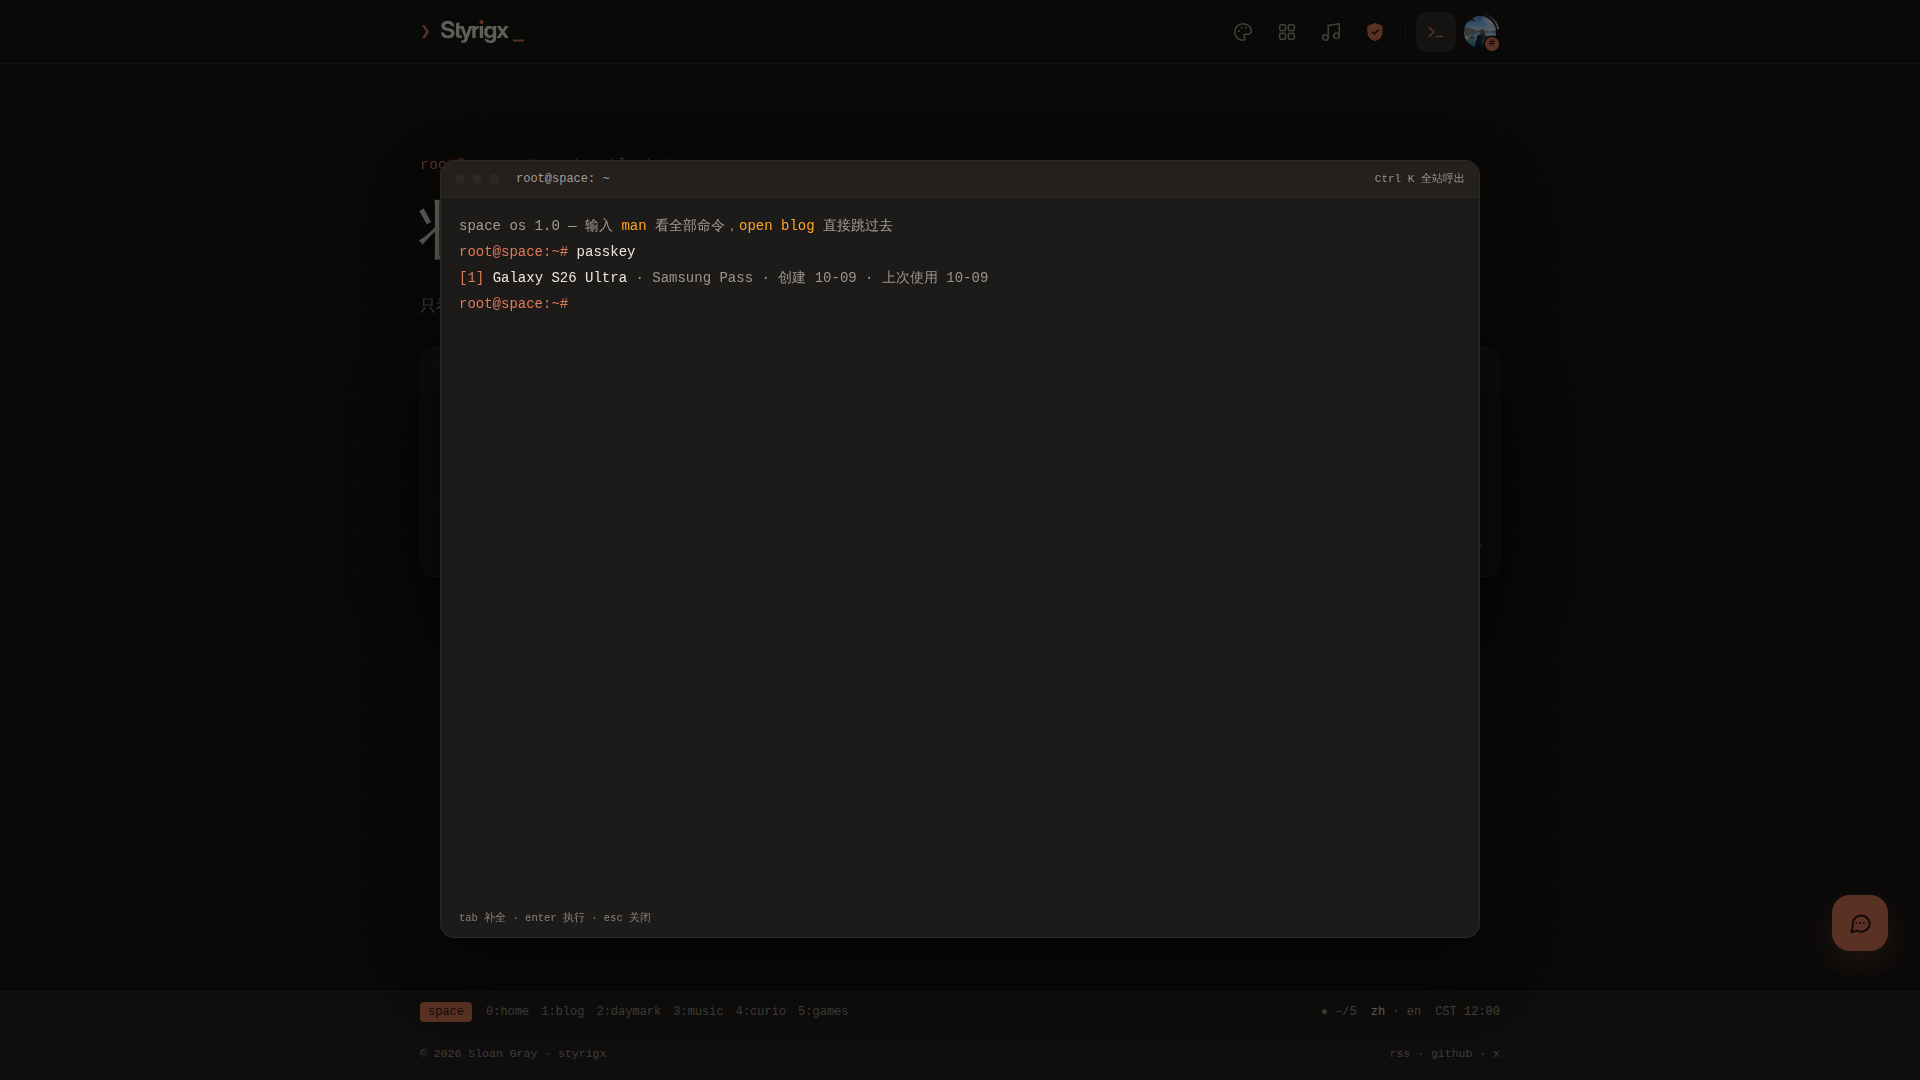 ❯ Styrigx _
root@space: ~
Ctrl K 全站呼出
space os 1.0 — 输入 man 看全部命令，open blog 直接跳过去
root@space:~# passkey
[1] Galaxy S26 Ultra · Samsung Pass · 创建 10-09 · 上次使用 10-09
root@space:~#
tab 补全 · enter 执行 · esc 关闭
space 0:home 1:blog 2:daymark 3:music 4:curio 5:games
● −/5 zh · en CST 12:00
© 2026 Sloan Gray · styrigx
rss · github · x